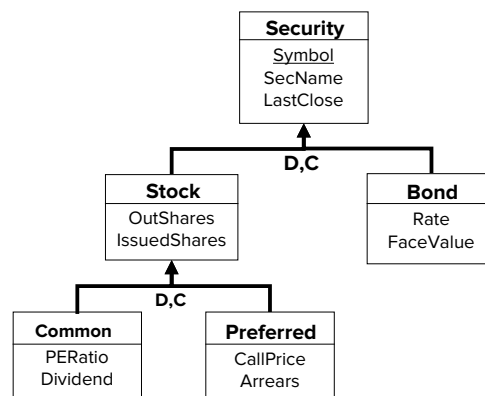 Security
Symbol
SecName
LastClose
D,C
Stock
OutShares
IssuedShares
Bond
Rate
FaceValue
D,C
Common
PERatio
Dividend
Preferred
CallPrice
Arrears